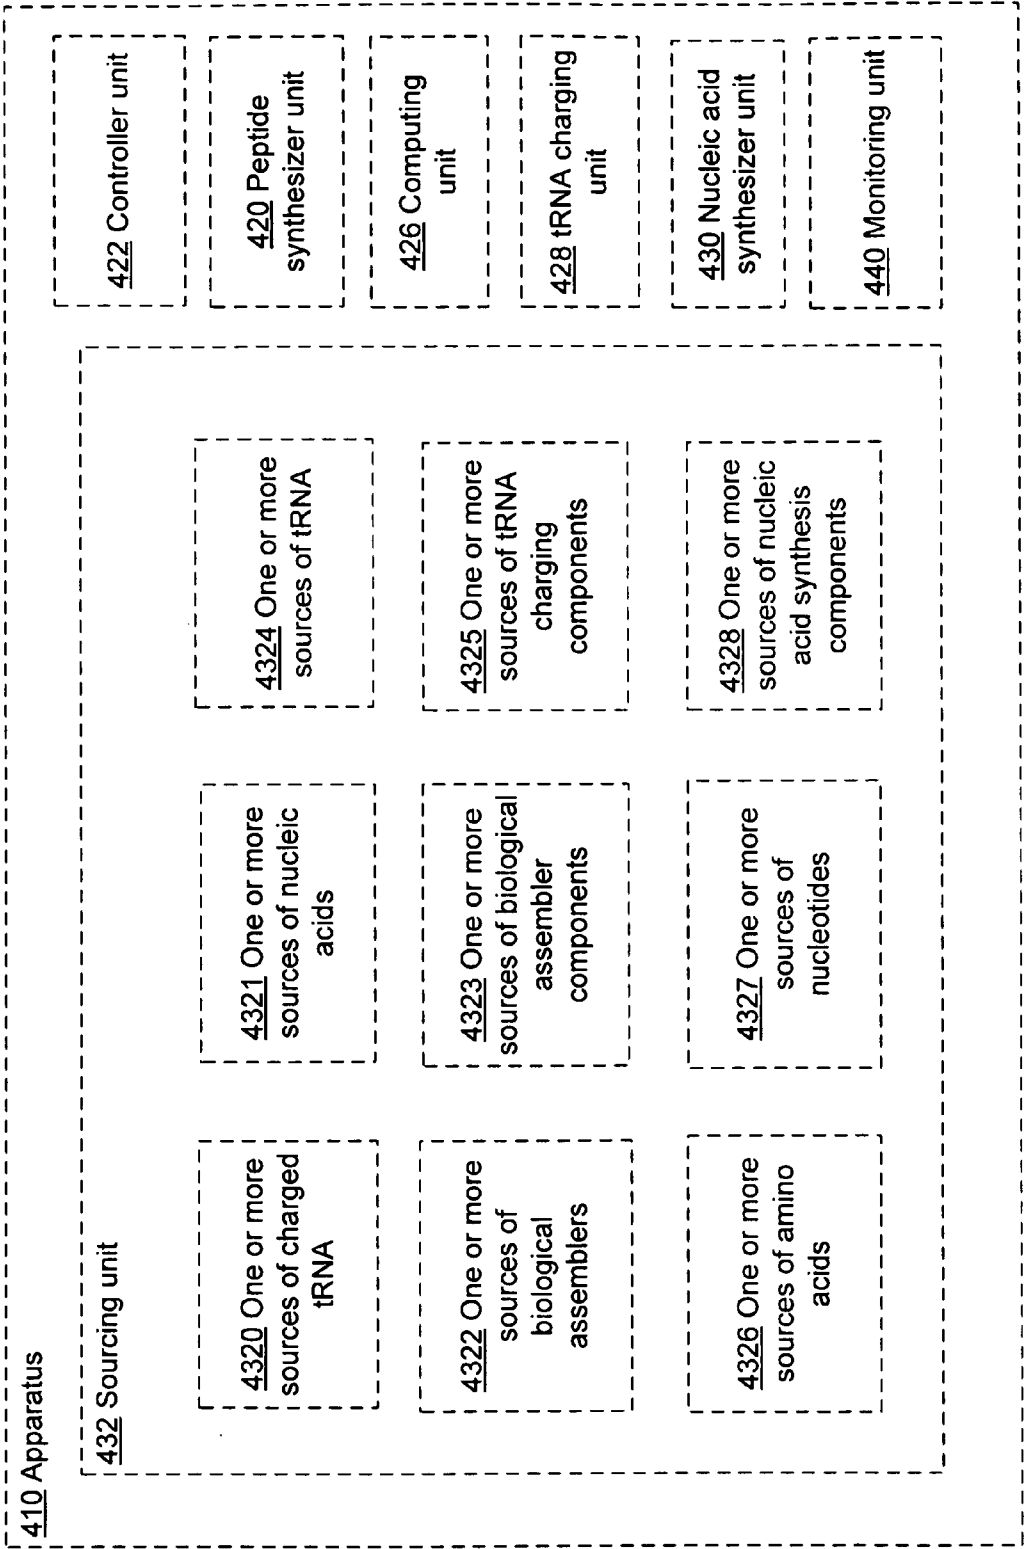 410 Apparatus
432 Sourcing unit
4320 One or more
sources of charged
tRNA
4321 One or more
sources of nucleic
acids
4324 One or more
sources of tRNA
4322 One or more
sources of
biological
assemblers
4323 One or more
sources of biological
assembler
components
4325 One or more
sources of tRNA
charging
components
4326 One or more
sources of amino
acids
4327 One or more
sources of
nucleotides
4328 One or more
sources of nucleic
acid synthesis
components
422 Controller unit
420 Peptide
synthesizer unit
426 Computing
unit
428 tRNA charging
unit
430 Nucleic acid
synthesizer unit
440 Monitoring unit